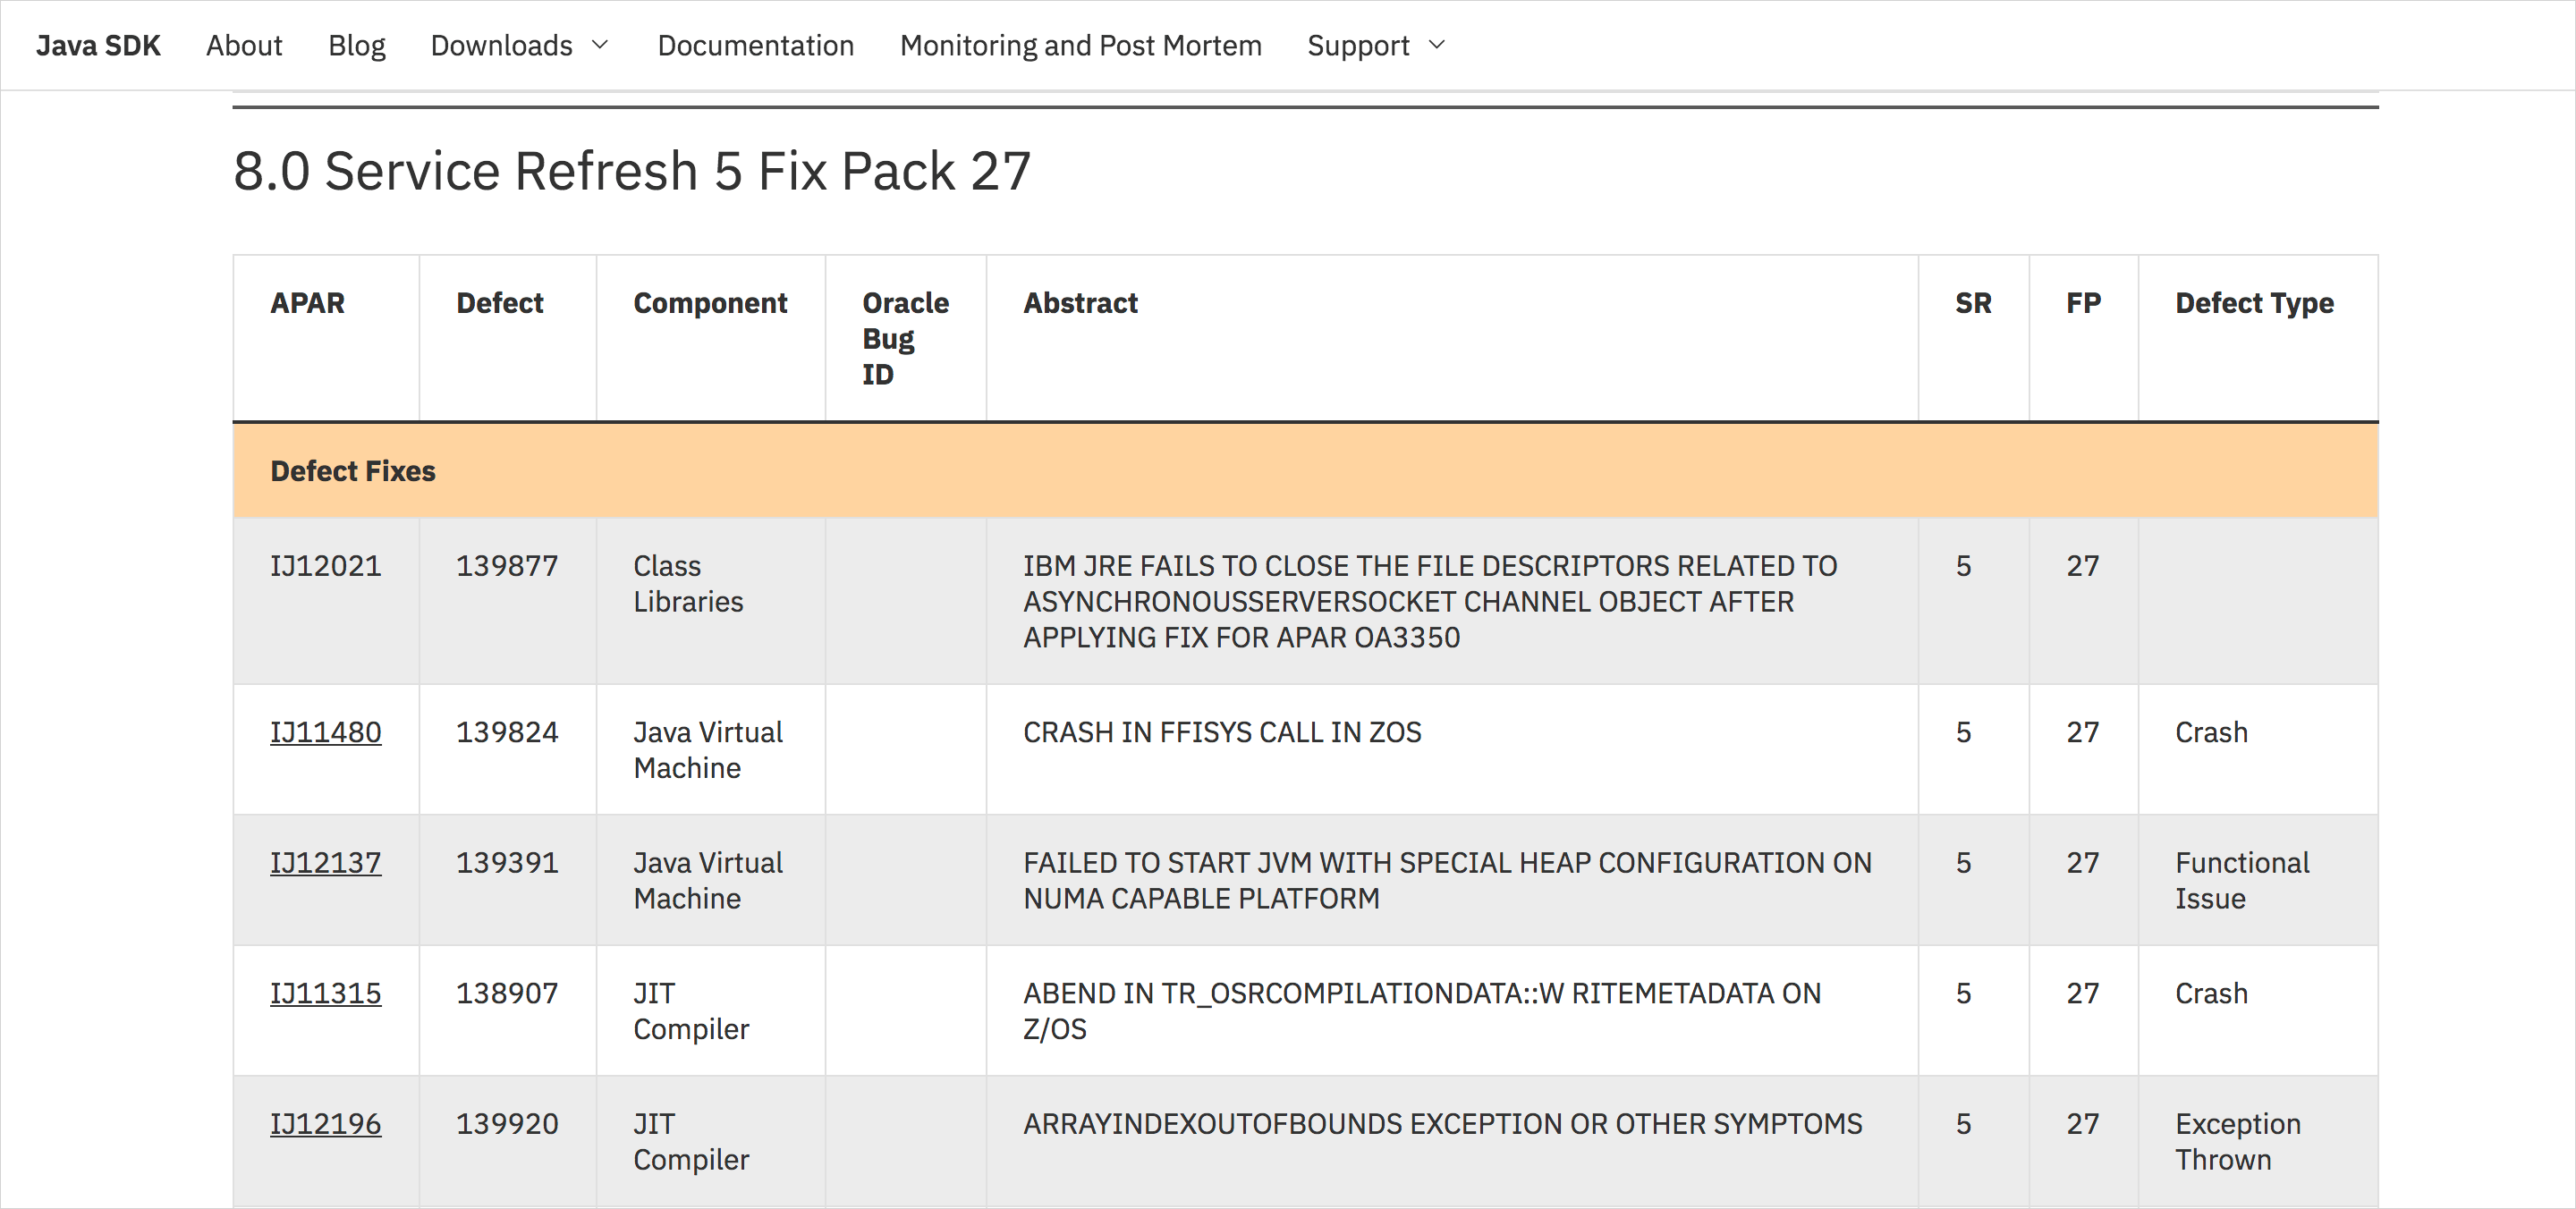 Java SDK About Blog Downloads Documentation Monitoring and Post Mortem Support
8.0 Service Refresh 5 Fix Pack 27
APAR Defect Component Oracle Bug ID Abstract SR FP Defect Type
Defect Fixes
IJ12021 139877 Class Libraries IBM JRE FAILS TO CLOSE THE FILE DESCRIPTORS RELATED TO ASYNCHRONOUSSERVERSOCKET CHANNEL OBJECT AFTER APPLYING FIX FOR APAR OA3350 5 27
IJ11480 139824 Java Virtual Machine CRASH IN FFISYS CALL IN ZOS 5 27 Crash
IJ12137 139391 Java Virtual Machine FAILED TO START JVM WITH SPECIAL HEAP CONFIGURATION ON NUMA CAPABLE PLATFORM 5 27 Functional Issue
IJ11315 138907 JIT Compiler ABEND IN TR_OSRCOMPILATIONDATA::W RITEMETADATA ON Z/OS 5 27 Crash
IJ12196 139920 JIT Compiler ARRAYINDEXOUTOFBOUNDS EXCEPTION OR OTHER SYMPTOMS 5 27 Exception Thrown